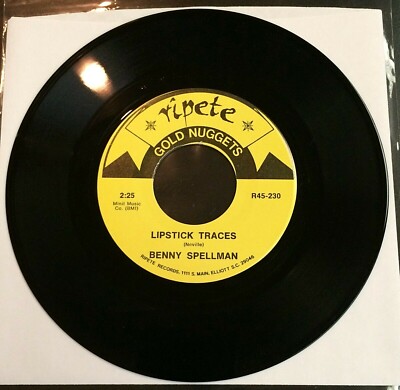 ripete
GOLD NUGGETS
2:25
Minit Music
Co. (BMI)
R45-230
LIPSTICK TRACES
(Neville)
BENNY SPELLMAN
RIPETE RECORDS, 1111 S. MAIN, ELLIOTT S.C. 29046